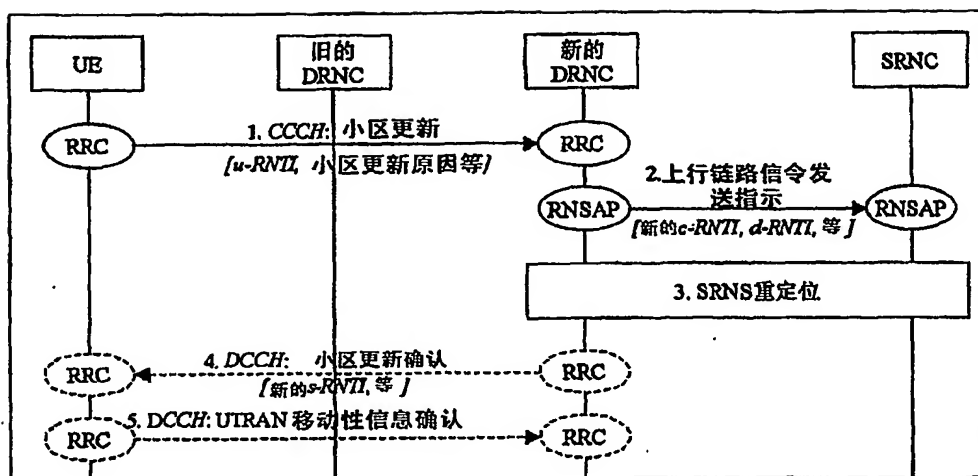 UE
旧的
DRNC
新的
DRNC
SRNC
RRC
1. CCCH: 小区更新
[u-RNTI, 小区更新原因等]
RRC
RNSAP
2.上行链路信令发
送指示
[新的c-RNTI, d-RNTI, 等 ]
RNSAP
3. SRNS重定位
RRC
4. DCCH: 小区更新确认
[新的s-RNTI, 等 ]
RRC
RRC
5. DCCH: UTRAN 移动性信息确认
RRC